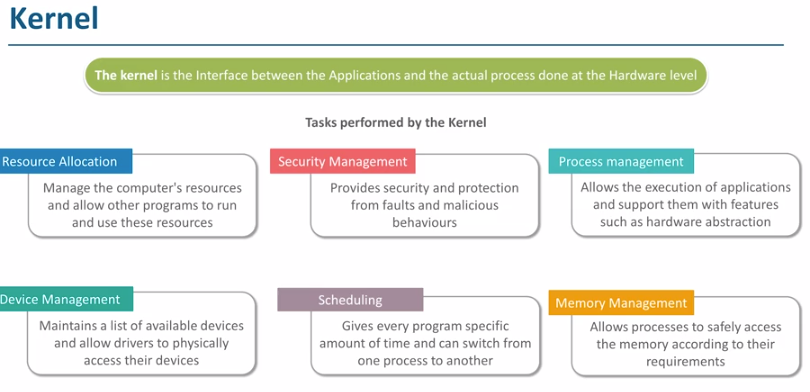 Kernel
The kernel is the Interface between the Applications and the actual process done at the Hardware level
Tasks performed by the Kernel
Resource Allocation
Manage the computer's resources
and allow other programs to run
and use these resources
Security Management
Provides security and protection
from faults and malicious
behaviours
Process management
Allows the execution of applications
and support them with features
such as hardware abstraction
Device Management
Maintains a list of available devices
and allow drivers to physically
access their devices
Scheduling
Gives every program specific
amount of time and can switch from
one process to another
Memory Management
Allows processes to safely access
the memory according to their
requirements